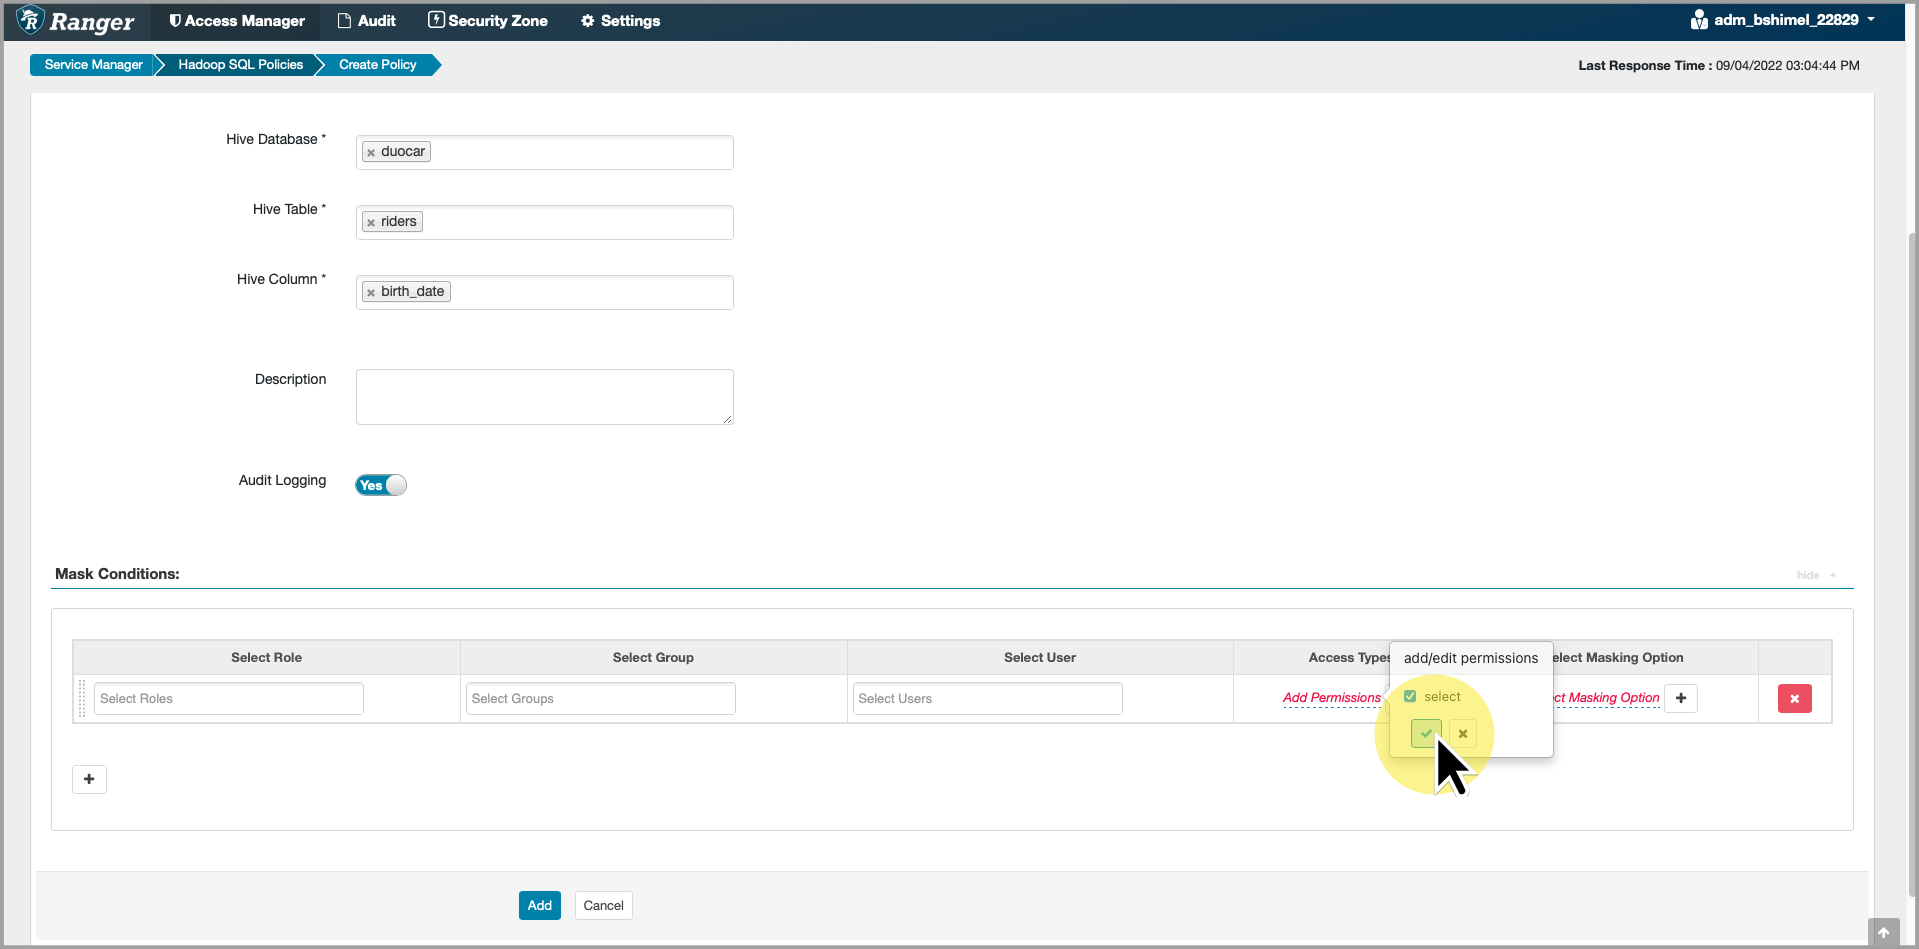 Ranger Access Manager Audit Security Zone Settings adm_bshimel_22829
Service Manager Hadoop SQL Policies Create Policy Last Response Time : 09/04/2022 03:04:44 PM
Hive Database * × duocar
Hive Table * × riders
Hive Column * × birth_date
Description
Audit Logging Yes
Mask Conditions: hide
Select Role Select Group Select User Access Types elect Masking Option
add/edit permissions
Select Roles Select Groups Select Users Add Permissions ct Masking Option +
select
+
Add Cancel